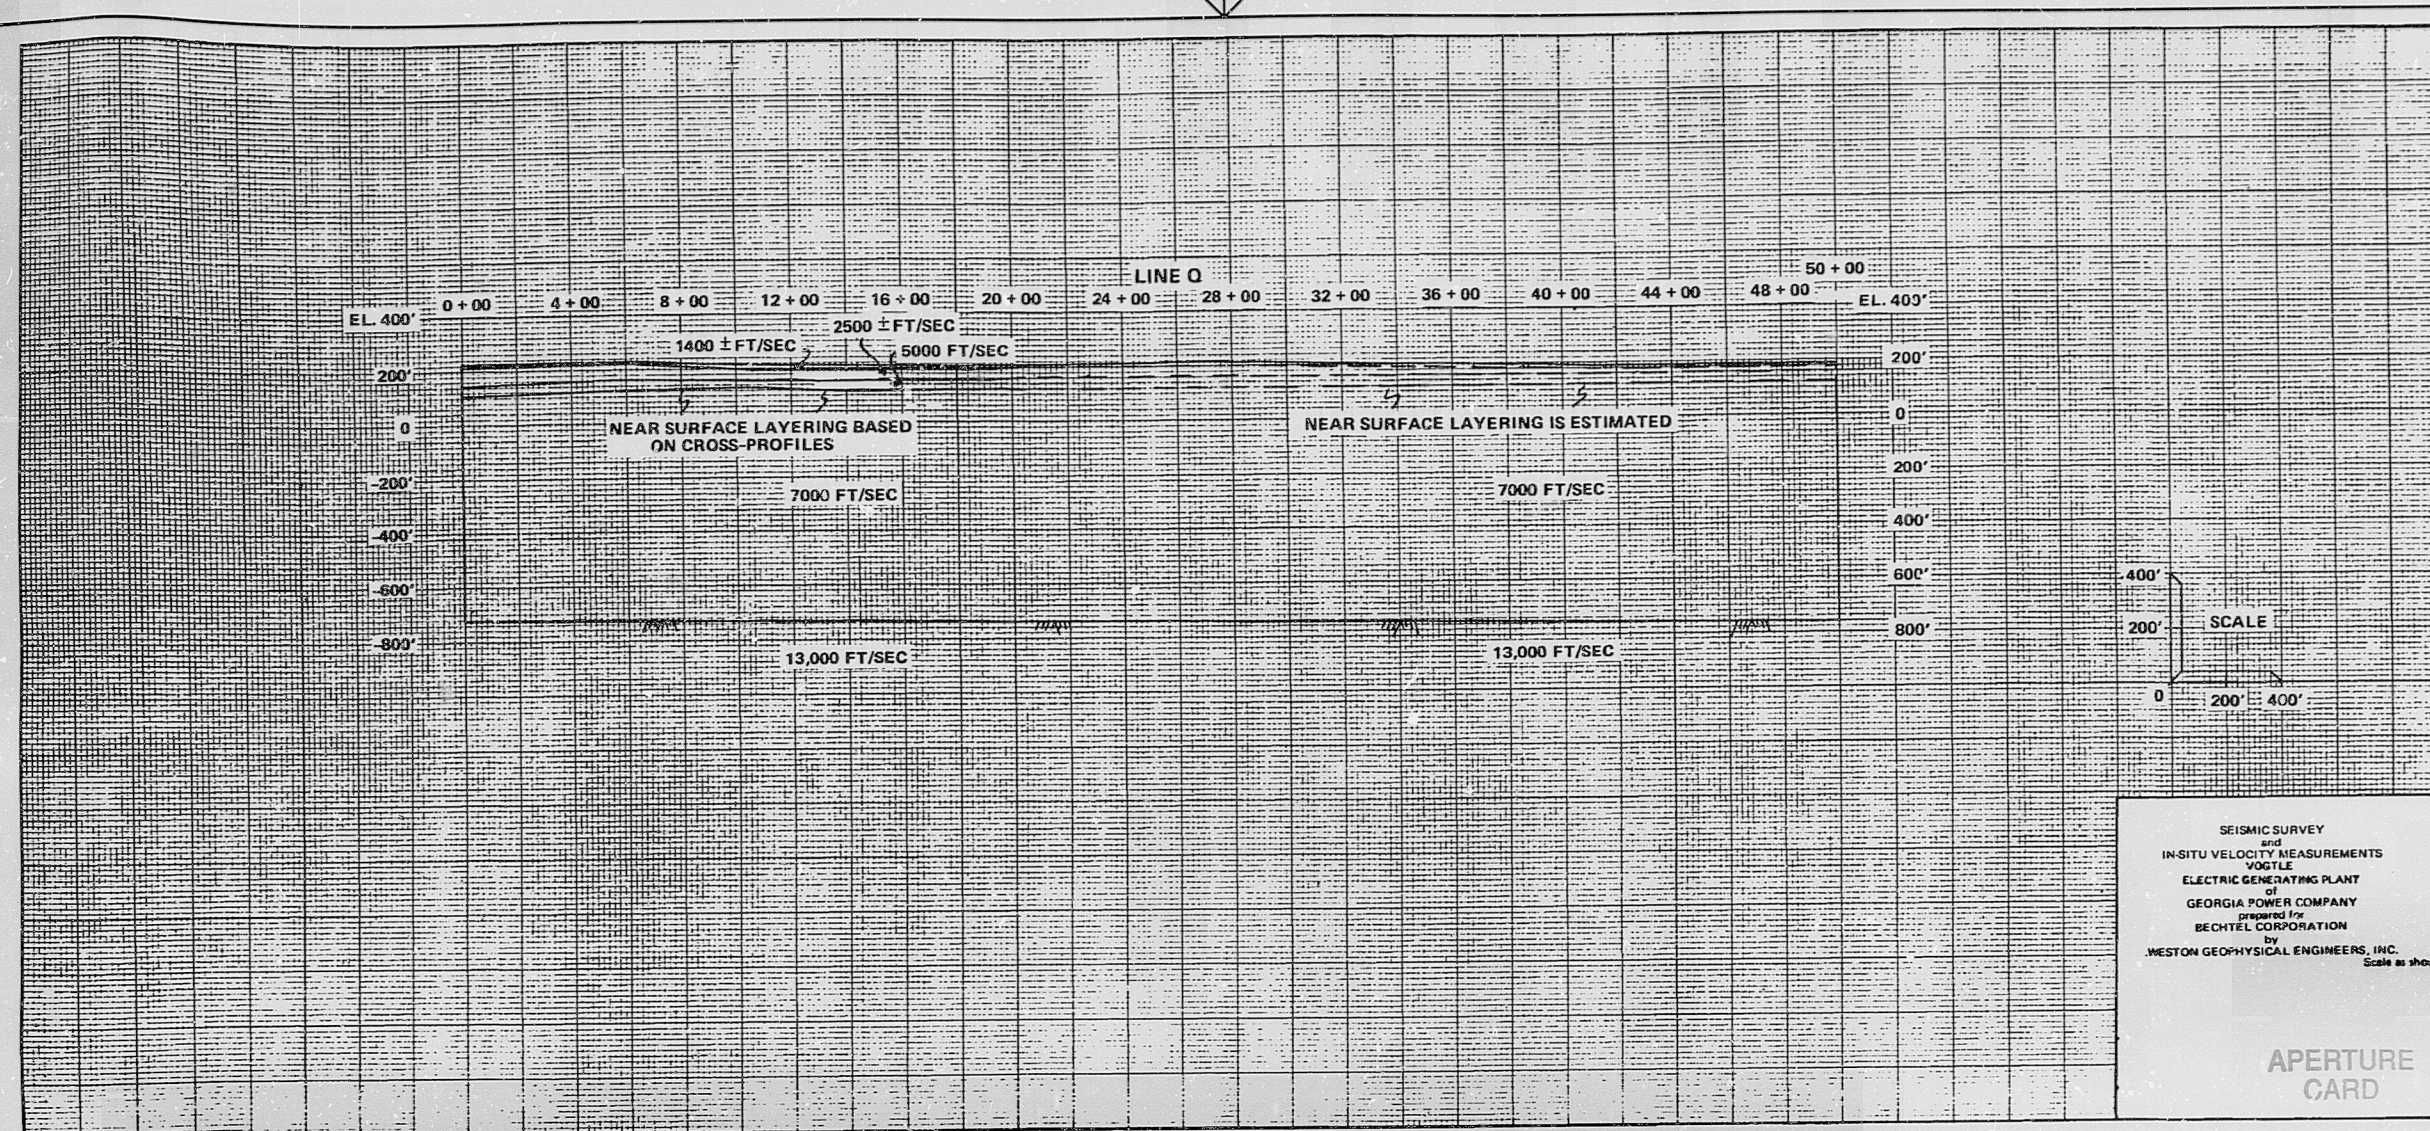 LINE Q
50 + 00
0 + 00 4 + 00 8 + 00 12 + 00 16 + 00 20 + 00 24 + 00 28 + 00 32 + 00 36 + 00 40 + 00 44 + 00 48 + 00
EL. 400′ EL. 400′
2500 ± FT/SEC
1400 ± FT/SEC 5000 FT/SEC
200′ 200′
0 0
NEAR SURFACE LAYERING BASED
ON CROSS-PROFILES
NEAR SURFACE LAYERING IS ESTIMATED
-200′ 200′
7000 FT/SEC 7000 FT/SEC
-400′ 400′
-600′ 600′
-800′ 800′
13,000 FT/SEC 13,000 FT/SEC
400′
200′ SCALE
0 200′ 400′
SEISMIC SURVEY
and
IN-SITU VELOCITY MEASUREMENTS
VOGTLE
ELECTRIC GENERATING PLANT
of
GEORGIA POWER COMPANY
prepared for
BECHTEL CORPORATION
by
WESTON GEOPHYSICAL ENGINEERS, INC.
Scale as
APERTURE
CARD